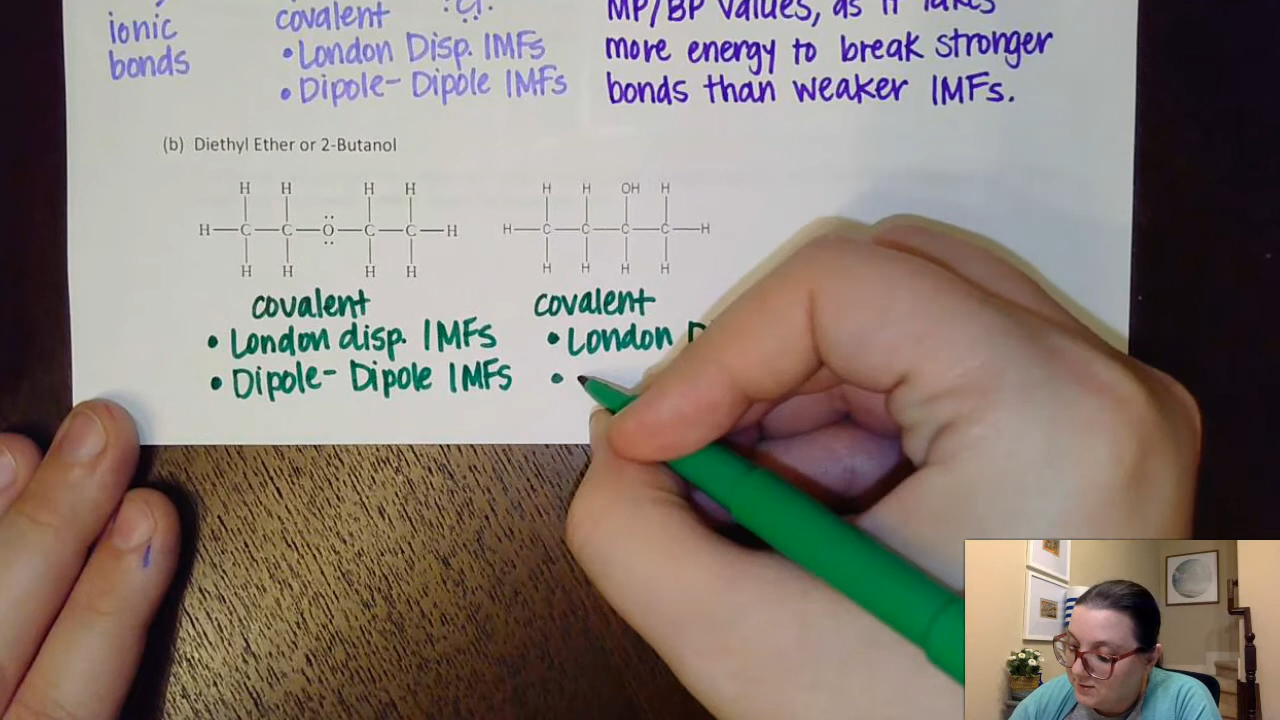 ionic
bonds
covalent
:Cl:
• London Disp. IMFs
• Dipole- Dipole IMFs
MP/BP values, as it takes
more energy to break stronger
bonds than weaker IMFs.
(b) Diethyl Ether or 2-Butanol
H H H H
H—C—C—O—C—C—H
H H H H
H H OH H
H—C—C—C—C—H
H H H H
covalent
• London disp. IMFs
• Dipole- Dipole IMFs
covalent
• London
•